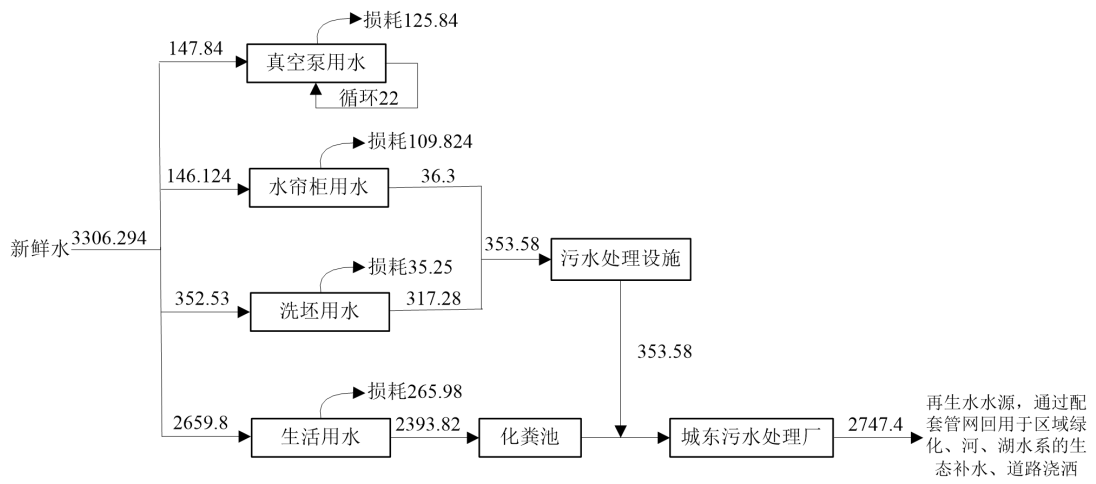 损耗125.84
147.84
真空泵用水
循环22
损耗109.824
146.124
水帘柜用水
36.3
新鲜水
3306.294
353.58
污水处理设施
损耗35.25
352.53
洗坯用水
317.28
353.58
损耗265.98
2659.8
生活用水
2393.82
化粪池
城东污水处理厂
2747.4
再生水水源，通过配
套管网回用于区域绿
化、河、湖水系的生
态补水、道路浇洒